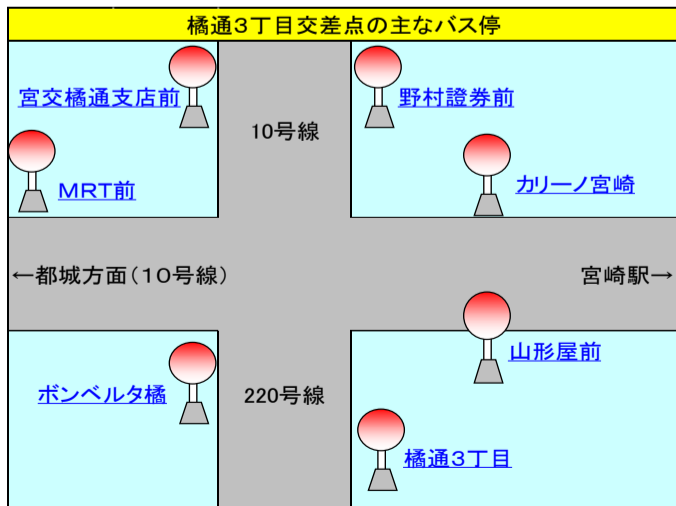 橘通３丁目交差点の主なバス停
宮交橘通支店前
野村證券前
10号線
MRT前
カリーノ宮崎
←都城方面（１０号線）
宮崎駅→
山形屋前
ボンベルタ橘
220号線
橘通３丁目